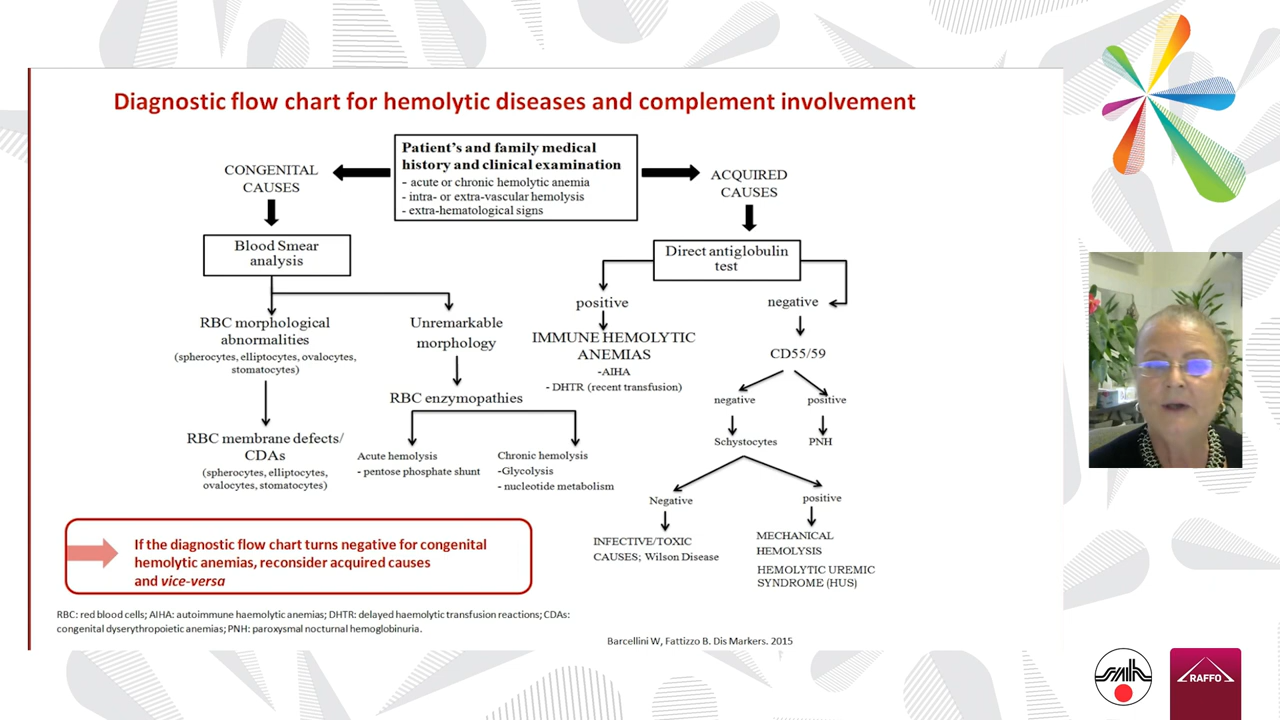 Diagnostic flow chart for hemolytic diseases and complement involvement
Patient's and family medical
history and clinical examination
- acute or chronic hemolytic anemia
- intra- or extra-vascular hemolysis
- extra-hematological signs
CONGENITAL
CAUSES
ACQUIRED
CAUSES
Blood Smear
analysis
Direct antiglobulin
test
RBC morphological
abnormalities
(spherocytes, elliptocytes, ovalocytes,
stomatocytes)
Unremarkable
morphology
positive
IMMUNE HEMOLYTIC
ANEMIAS
-AIHA
- DHTR (recent transfusion)
negative
CD55/59
RBC enzymopathies
negative
positive
Schystocytes
PNH
RBC membrane defects/
CDAs
(spherocytes, elliptocytes,
ovalocytes, stomatocytes)
Acute hemolysis
- pentose phosphate shunt
Chronic hemolysis
-Glycolysis
- nucleotide metabolism
Negative
positive
INFECTIVE/TOXIC
CAUSES; Wilson Disease
MECHANICAL
HEMOLYSIS
HEMOLYTIC UREMIC
SYNDROME (HUS)
If the diagnostic flow chart turns negative for congenital
hemolytic anemias, reconsider acquired causes
and vice-versa
RBC: red blood cells; AIHA: autoimmune haemolytic anemias; DHTR: delayed haemolytic transfusion reactions; CDAs:
congenital dyserythropoietic anemias; PNH: paroxysmal nocturnal hemoglobinuria.
Barcellini W, Fattizzo B. Dis Markers. 2015
RAFFO